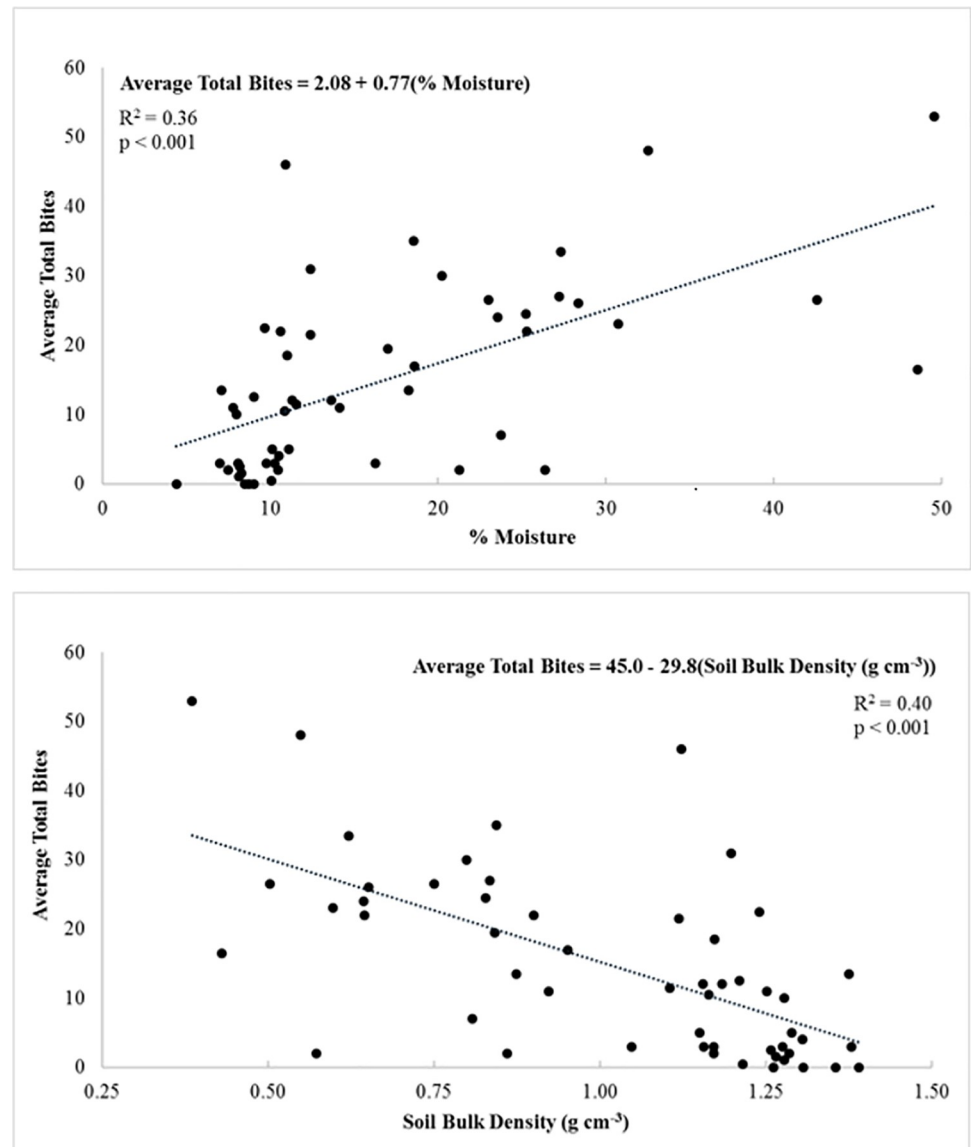 60
Average Total Bites = 2.08 + 0.77(% Moisture)
R² = 0.36
p < 0.001
50
40
30
20
10
0
Average Total Bites
0 10 20 30 40 50
% Moisture
60
Average Total Bites = 45.0 - 29.8(Soil Bulk Density (g cm⁻³))
R² = 0.40
p < 0.001
50
40
30
20
10
0
Average Total Bites
0.25 0.50 0.75 1.00 1.25 1.50
Soil Bulk Density (g cm⁻³)